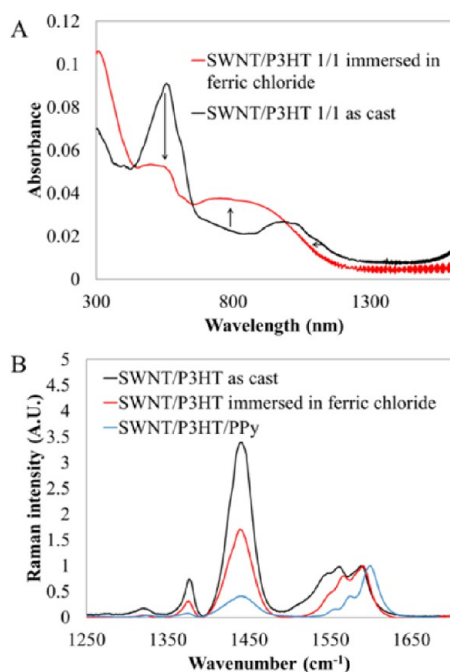 A
0.12
SWNT/P3HT 1/1 immersed in
ferric chloride
0.1
SWNT/P3HT 1/1 as cast
0.08
0.06
0.04
0.02
0
Absorbance
300
800
1300
Wavelength (nm)
B
5
SWNT/P3HT as cast
4.5
SWNT/P3HT immersed in ferric chloride
4
SWNT/P3HT/PPy
3.5
3
2.5
2
1.5
1
0.5
0
Raman intensity (A.U.)
1250
1350
1450
1550
1650
Wavenumber (cm⁻¹)